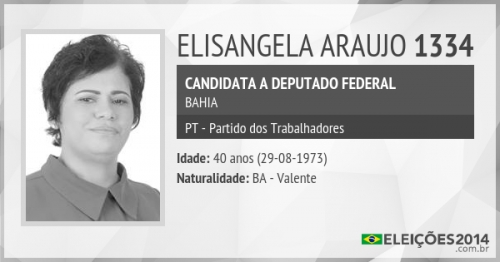 ELISANGELA ARAUJO 1334
CANDIDATA A DEPUTADO FEDERAL
BAHIA
PT - Partido dos Trabalhadores
Idade: 40 anos (29-08-1973)
Naturalidade: BA - Valente
ELEIÇÕES2014
.com.br